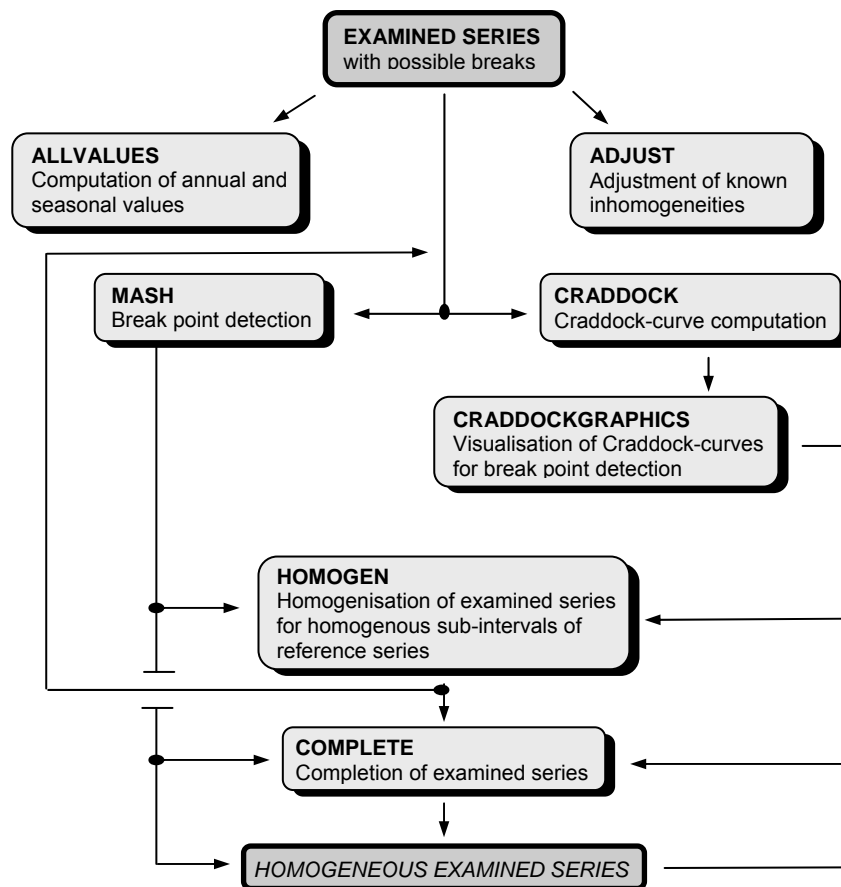 EXAMINED SERIES
with possible breaks
ALLVALUES
Computation of annual and
seasonal values
ADJUST
Adjustment of known
inhomogeneities
MASH
Break point detection
CRADDOCK
Craddock-curve computation
CRADDOCKGRAPHICS
Visualisation of Craddock-curves
for break point detection
HOMOGEN
Homogenisation of examined series
for homogenous sub-intervals of
reference series
COMPLETE
Completion of examined series
HOMOGENEOUS EXAMINED SERIES